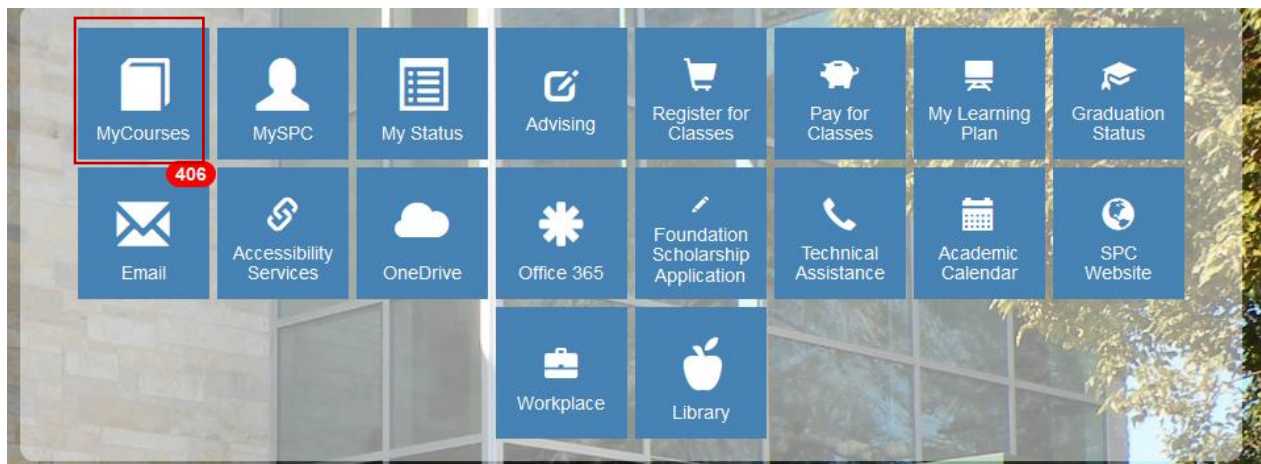 MyCourses
MySPC
My Status
Advising
Register for
Classes
Pay for
Classes
My Learning
Plan
Graduation
Status
406
Email
Accessibility
Services
OneDrive
Office 365
Foundation
Scholarship
Application
Technical
Assistance
Academic
Calendar
SPC
Website
Workplace
Library